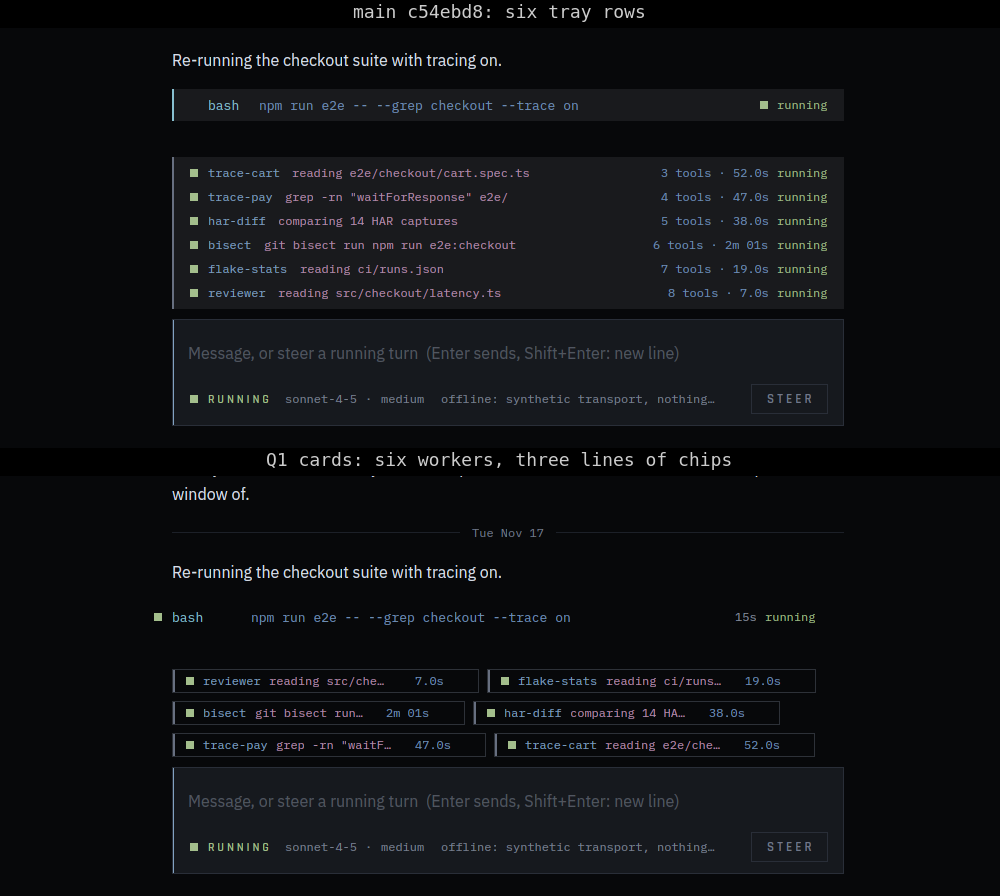 main c54ebd8: six tray rows
Re-running the checkout suite with tracing on.
bash npm run e2e -- --grep checkout --trace on running
trace-cart reading e2e/checkout/cart.spec.ts 3 tools · 52.0s running
trace-pay grep -rn "waitForResponse" e2e/ 4 tools · 47.0s running
har-diff comparing 14 HAR captures 5 tools · 38.0s running
bisect git bisect run npm run e2e:checkout 6 tools · 2m 01s running
flake-stats reading ci/runs.json 7 tools · 19.0s running
reviewer reading src/checkout/latency.ts 8 tools · 7.0s running
Message, or steer a running turn (Enter sends, Shift+Enter: new line)
RUNNING sonnet-4-5 · medium offline: synthetic transport, nothing… STEER
Q1 cards: six workers, three lines of chips
window of.
Tue Nov 17
Re-running the checkout suite with tracing on.
bash npm run e2e -- --grep checkout --trace on 15s running
reviewer reading src/che… 7.0s flake-stats reading ci/runs… 19.0s
bisect git bisect run… 2m 01s har-diff comparing 14 HA… 38.0s
trace-pay grep -rn "waitF… 47.0s trace-cart reading e2e/che… 52.0s
Message, or steer a running turn (Enter sends, Shift+Enter: new line)
RUNNING sonnet-4-5 · medium offline: synthetic transport, nothing… STEER